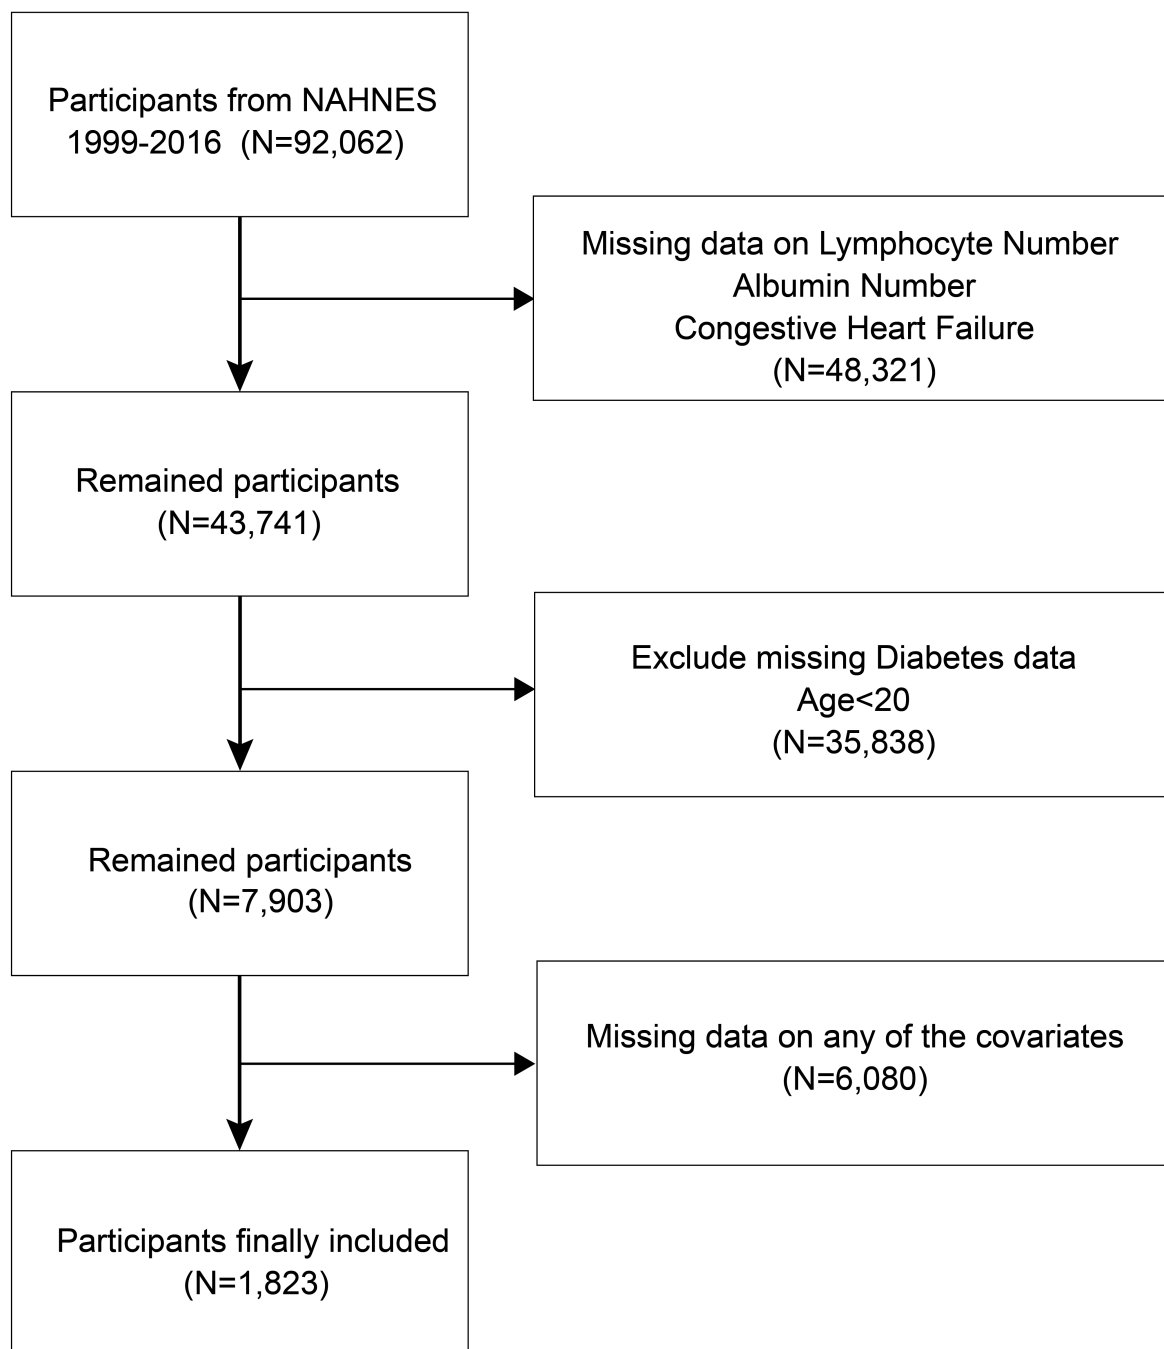 Participants from NAHNES
1999-2016 (N=92,062)
Missing data on Lymphocyte Number
Albumin Number
Congestive Heart Failure
(N=48,321)
Remained participants
(N=43,741)
Exclude missing Diabetes data
Age<20
(N=35,838)
Remained participants
(N=7,903)
Missing data on any of the covariates
(N=6,080)
Participants finally included
(N=1,823)